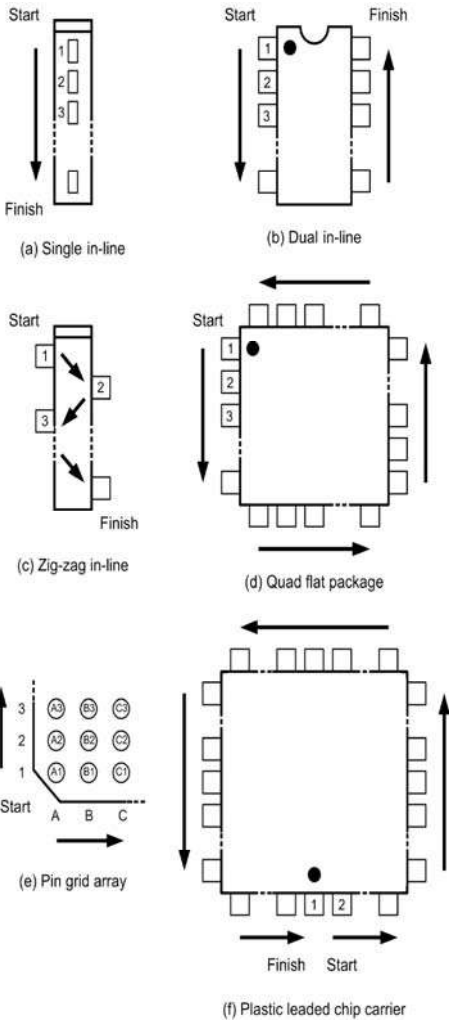 Start
1
2
3
Finish
(a) Single in-line
Start
Finish
1
2
3
(b) Dual in-line
Start
1
2
3
Finish
(c) Zig-zag in-line
Start
1
2
3
(d) Quad flat package
3 A3 B3 C3
2 A2 B2 C2
1 A1 B1 C1
Start A B C
(e) Pin grid array
1 2
Finish Start
(f) Plastic leaded chip carrier